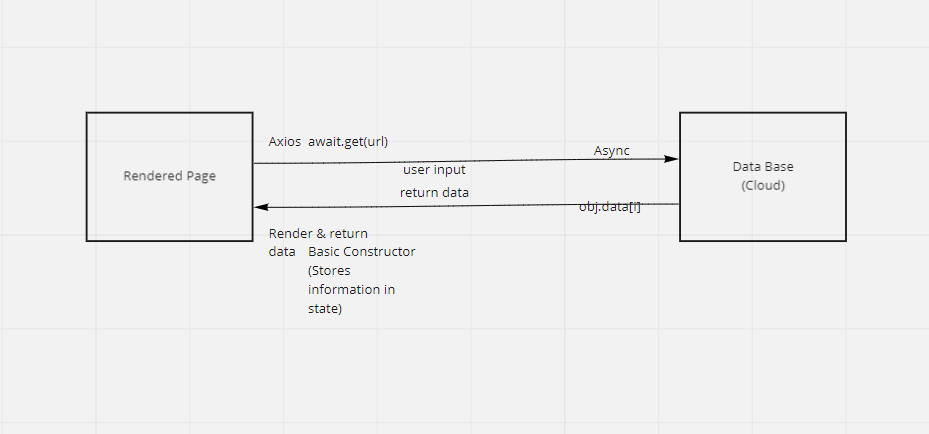 Axios await.get(url)
Async
Rendered Page
user input
Data Base
(Cloud)
return data
obj.data[i]
Render & return
data Basic Constructor
(Stores
information in
state)